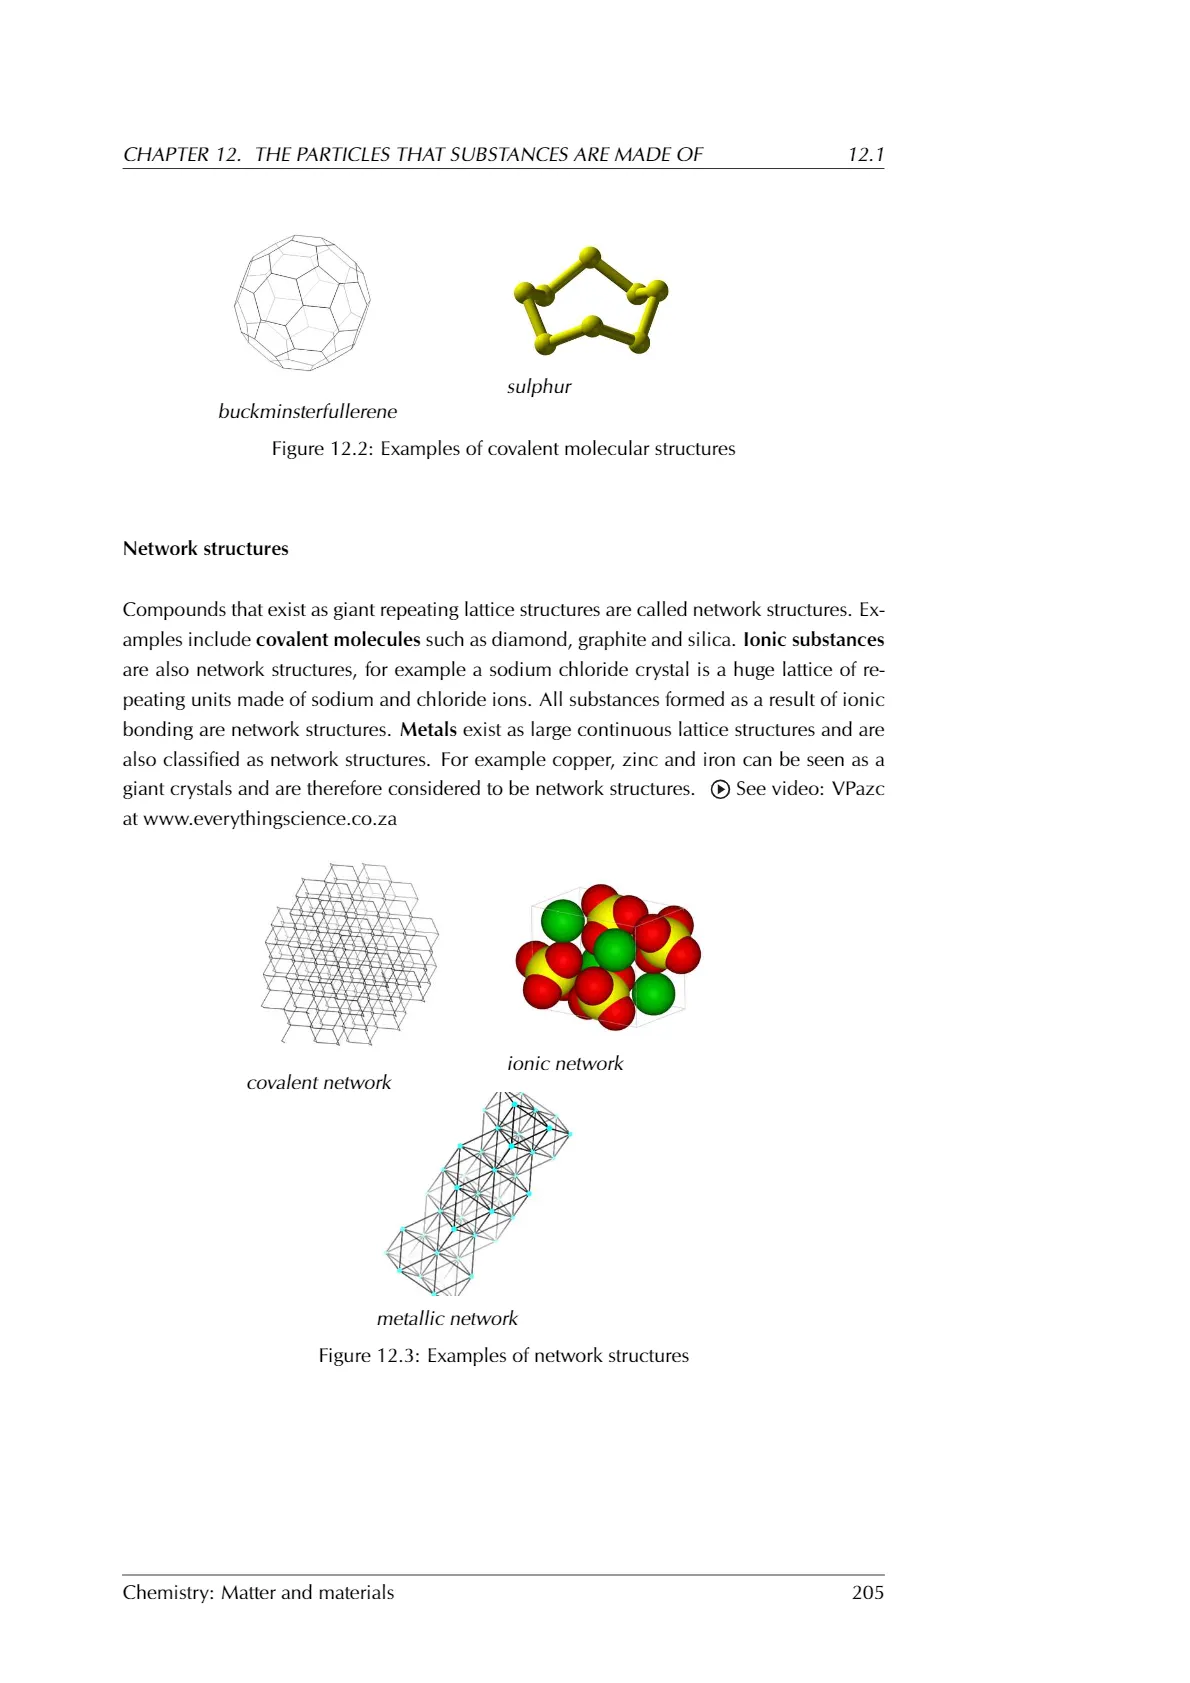 CHAPTER 12. THE PARTICLES THAT SUBSTANCES ARE MADE OF 12.1
sulphur
buckminsterfullerene
Figure 12.2: Examples of covalent molecular structures
Network structures
Compounds that exist as giant repeating lattice structures are called network structures. Ex-
amples include covalent molecules such as diamond, graphite and silica. Ionic substances
are also network structures, for example a sodium chloride crystal is a huge lattice of re-
peating units made of sodium and chloride ions. All substances formed as a result of ionic
bonding are network structures. Metals exist as large continuous lattice structures and are
also classified as network structures. For example copper, zinc and iron can be seen as a
giant crystals and are therefore considered to be network structures. See video: VPazc
at www.everythingscience.co.za
ionic network
covalent network
metallic network
Figure 12.3: Examples of network structures
Chemistry: Matter and materials 205